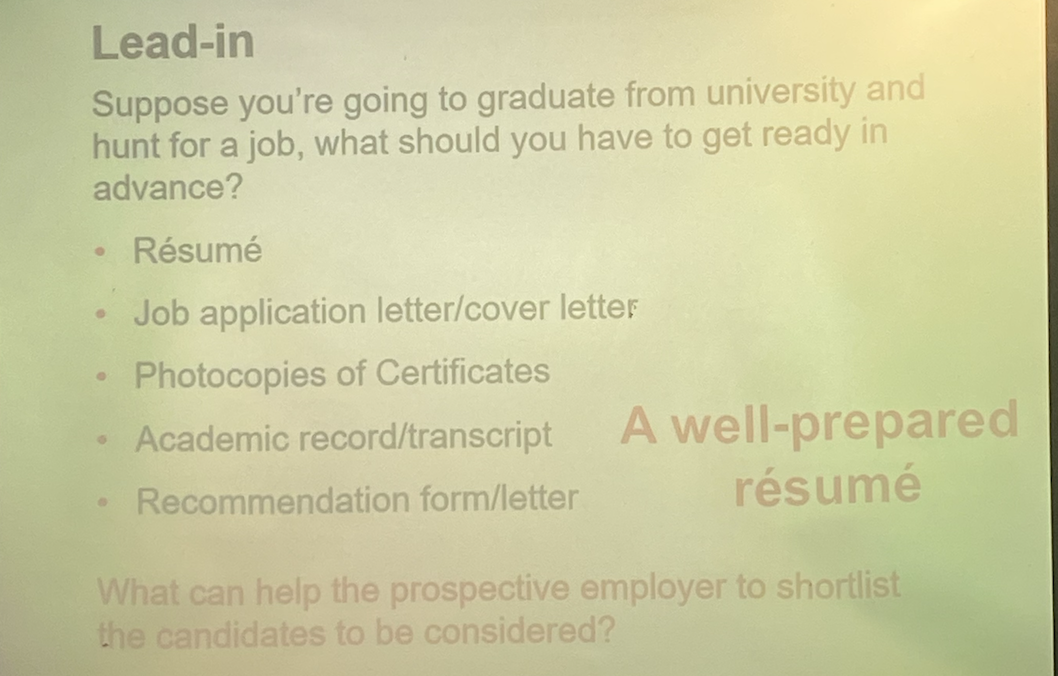 Lead-in
Suppose you're going to graduate from university and
hunt for a job, what should you have to get ready in
advance?
• Résumé
• Job application letter/cover letter
• Photocopies of Certificates
• Academic record/transcript
• Recommendation form/letter
A well-prepared
résumé
What can help the prospective employer to shortlist
the candidates to be considered?